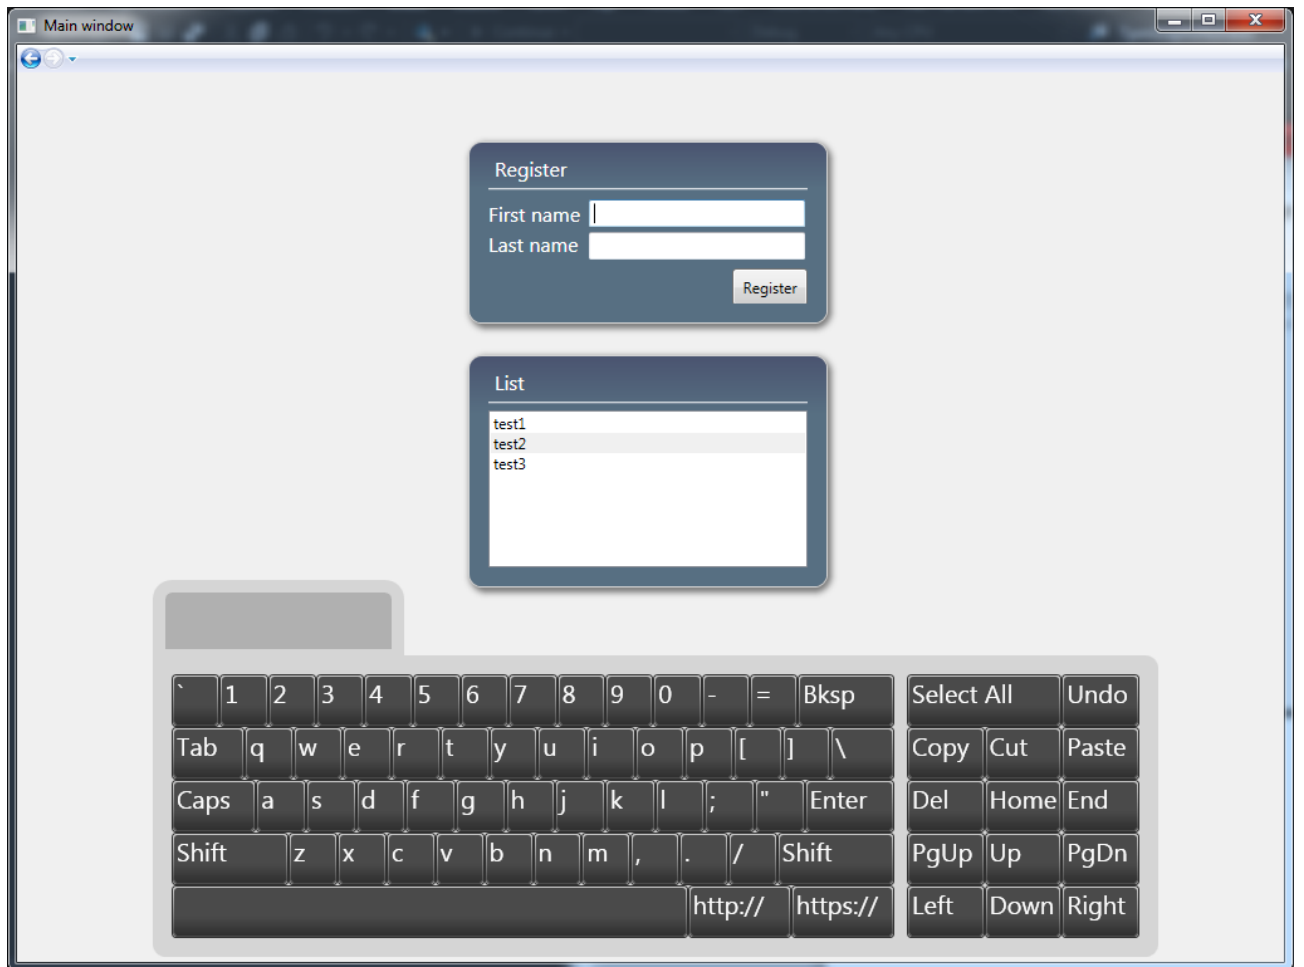 Main window
Register
First name
Last name
Register
List
test1
test2
test3
` 1 2 3 4 5 6 7 8 9 0 - = Bksp Select All Undo
Tab q w e r t y u i o p [ ] \ Copy Cut Paste
Caps a s d f g h j k l ; " Enter Del Home End
Shift z x c v b n m , . / Shift PgUp Up PgDn
http:// https:// Left Down Right